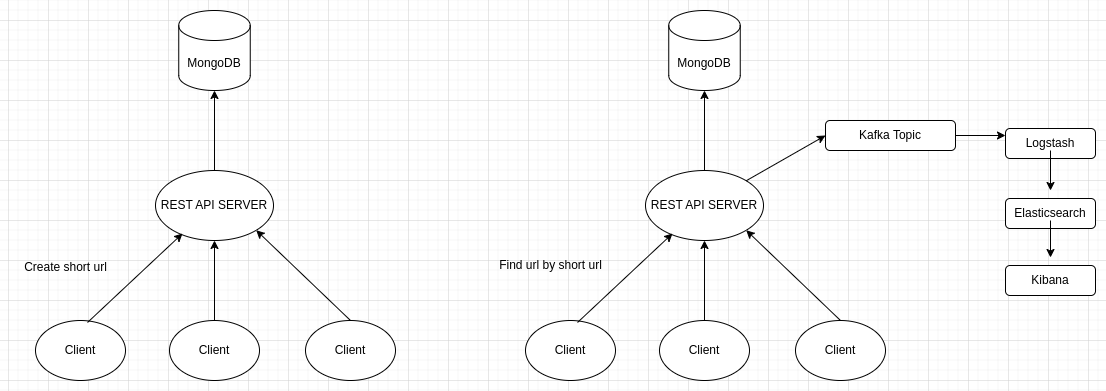 MongoDB
REST API SERVER
Create short url
Client
Client
Client
MongoDB
Kafka Topic
Logstash
REST API SERVER
Elasticsearch
Find url by short url
Kibana
Client
Client
Client